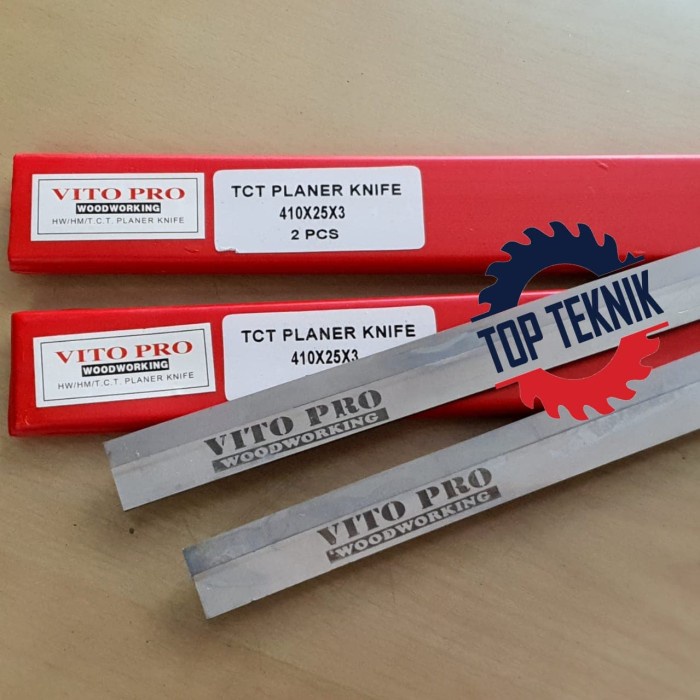 VITO PRO
WOODWORKING
HW/HM/T.C.T. PLANER KNIFE
TCT PLANER KNIFE
410X25X3
2 PCS
VITO PRO
WOODWORKING
HW/HM/T.C.T. PLANER KNIFE
TCT PLANER KNIFE
410X25X3
TOP TEKNIK
VITO PRO
WOODWORKING
VITO PRO
WOODWORKING